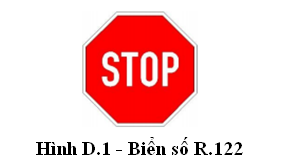 STOP
Hình D.1 - Biển số R.122